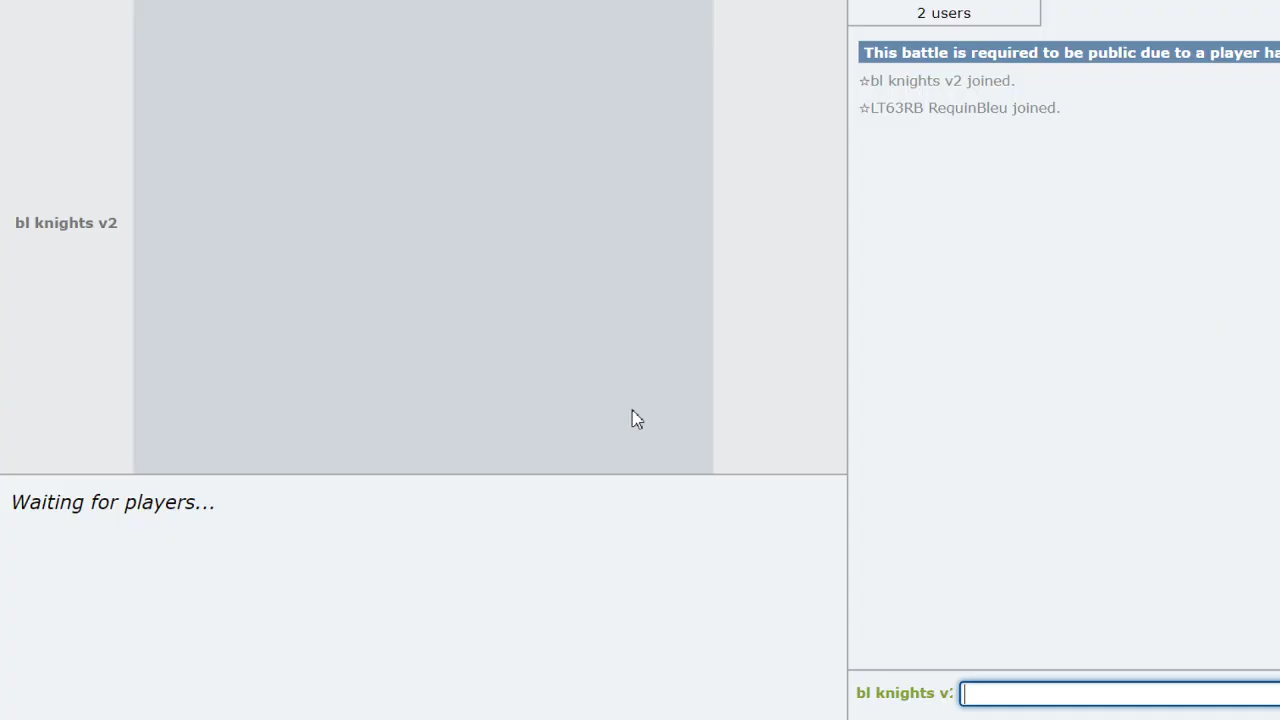 2 users
This battle is required to be public due to a player ha
☆bl knights v2 joined.
☆LT63RB RequinBleu joined.
bl knights v2
Waiting for players...
bl knights v2